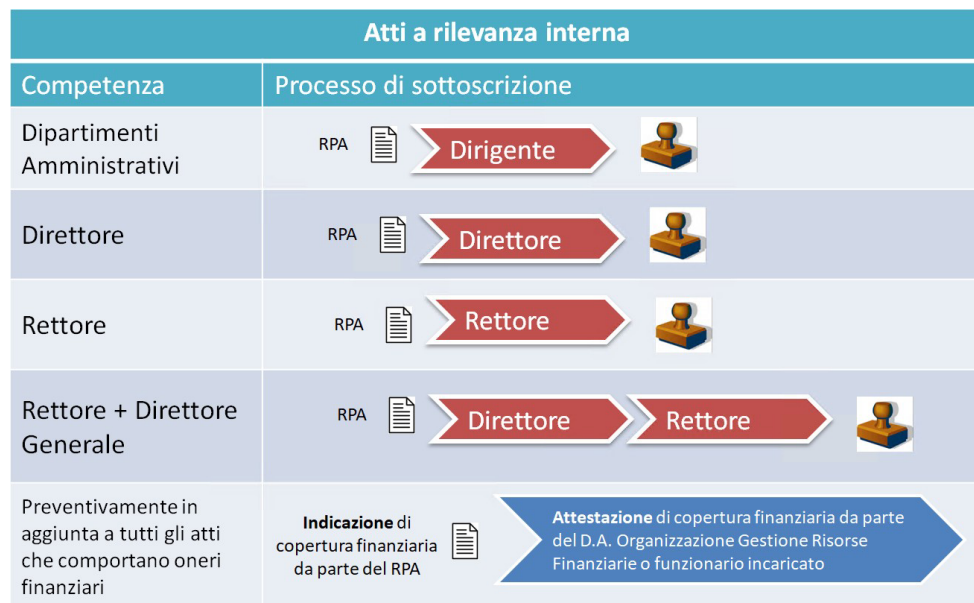 Atti a rilevanza interna
Competenza
Processo di sottoscrizione
Dipartimenti
Amministrativi
RPA
Dirigente
Direttore
RPA
Direttore
Rettore
RPA
Rettore
Rettore + Direttore
Generale
RPA
Direttore
Rettore
Preventivamente in
aggiunta a tutti gli atti
che comportano oneri
finanziari
Indicazione di
copertura finanziaria
da parte del RPA
Attestazione di copertura finanziaria da parte
del D.A. Organizzazione Gestione Risorse
Finanziarie o funzionario incaricato